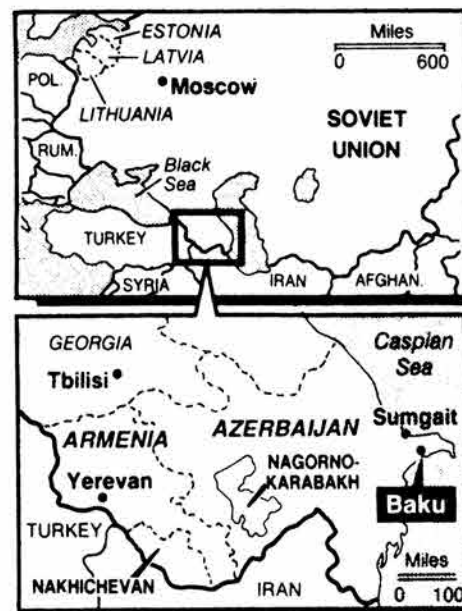 ESTONIA
LATVIA
Miles
0 600
POL.
Moscow
LITHUANIA
SOVIET
UNION
RUM.
Black
Sea
TURKEY
SYRIA
IRAN
AFGHAN.
GEORGIA
Caspian
Sea
Tbilisi
Sumgait
ARMENIA
AZERBAIJAN
NAGORNO-
KARABAKH
Yerevan
Baku
TURKEY
Miles
0 100
NAKHICHEVAN
IRAN